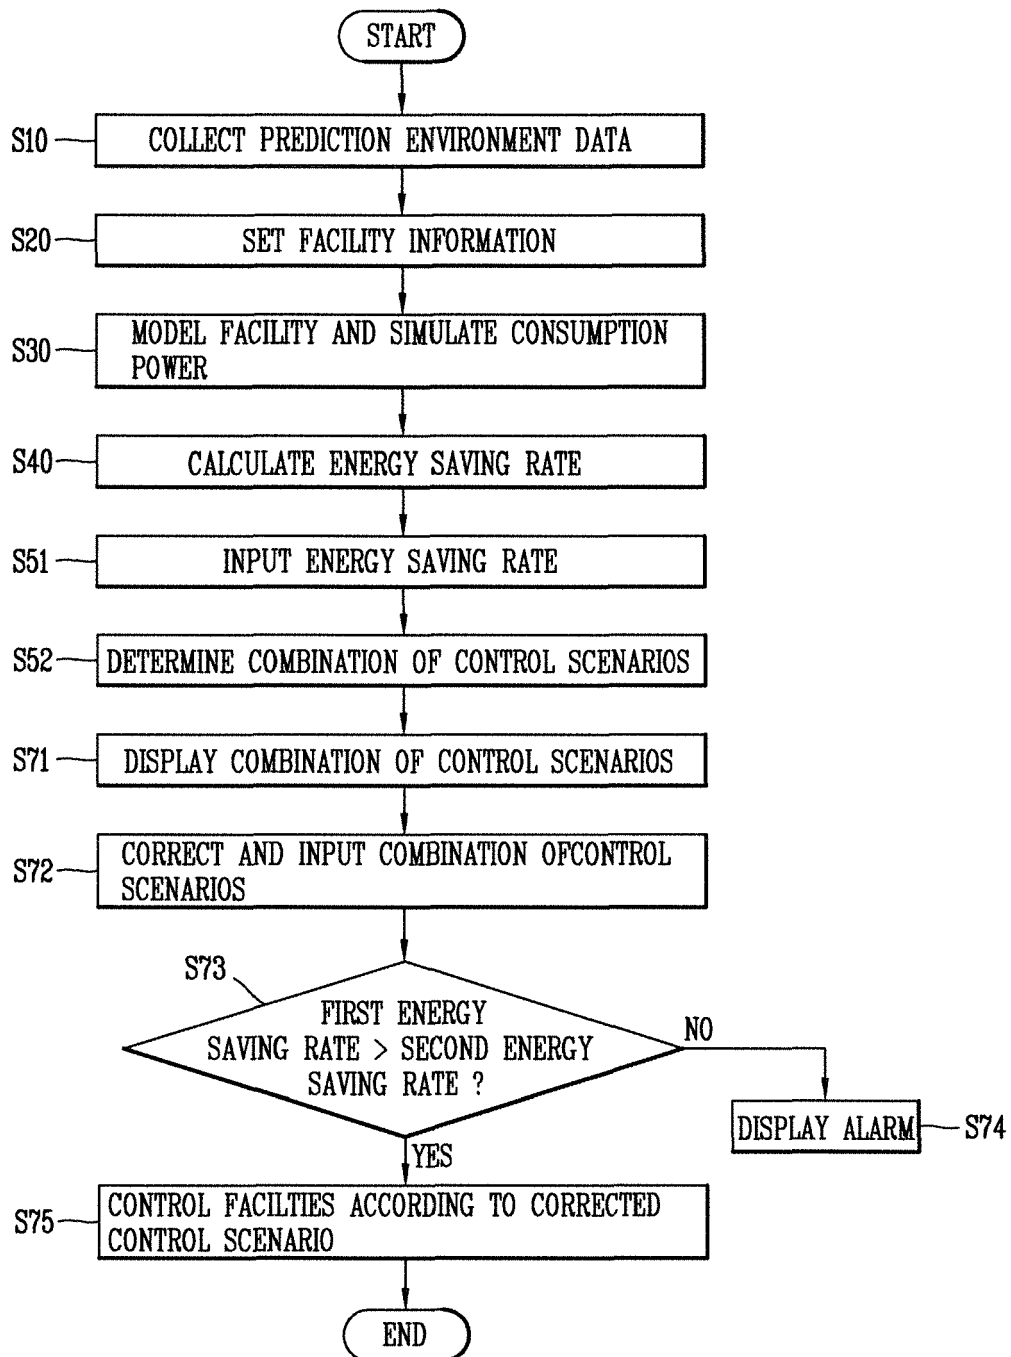 START
S10
COLLECT PREDICTION ENVIRONMENT DATA
S20
SET FACILITY INFORMATION
S30
MODEL FACILITY AND SIMULATE CONSUMPTION
POWER
S40
CALCULATE ENERGY SAVING RATE
S51
INPUT ENERGY SAVING RATE
S52
DETERMINE COMBINATION OF CONTROL SCENARIOS
S71
DISPLAY COMBINATION OF CONTROL SCENARIOS
S72
CORRECT AND INPUT COMBINATION OFCONTROL
SCENARIOS
S73
FIRST ENERGY
SAVING RATE > SECOND ENERGY
SAVING RATE ?
NO
DISPLAY ALARM
S74
YES
S75
CONTROL FACILTIES ACCORDING TO CORRECTED
CONTROL SCENARIO
END